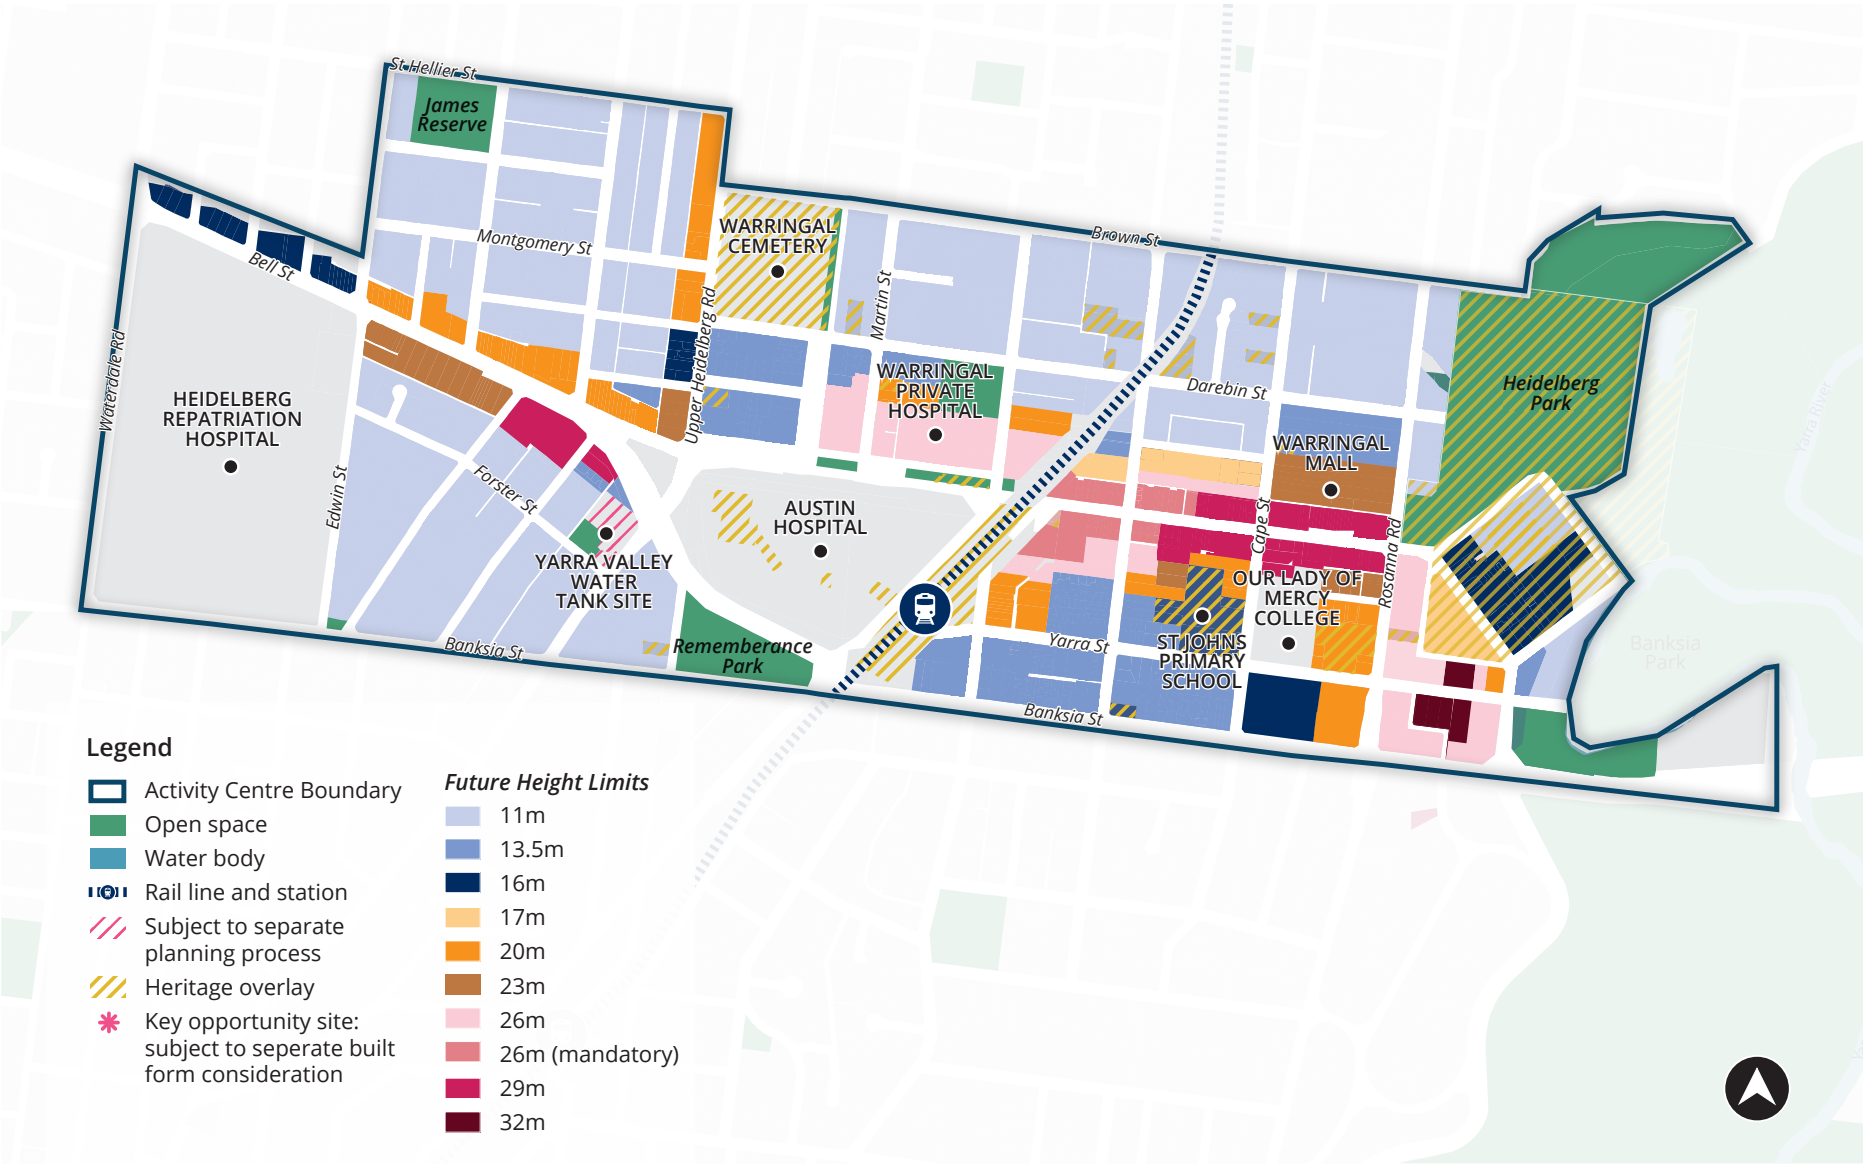 St Hellier St
James
Reserve
WARRINGAL
CEMETERY
Brown St
Montgomery St
Bell St
Martin St
Upper Heidelberg Rd
Waterdale Rd
HEIDELBERG
REPATRIATION
HOSPITAL
WARRINGAL
PRIVATE
HOSPITAL
Darebin St
Heidelberg
Park
Yarra River
WARRINGAL
MALL
Edwin St
Forster St
AUSTIN
HOSPITAL
Cape St
Rosanna Rd
YARRA VALLEY
WATER
TANK SITE
OUR LADY OF
MERCY
COLLEGE
ST JOHNS
PRIMARY
SCHOOL
Banksia
Park
Banksia St
Rememberance
Park
Yarra St
Banksia St
Legend
Activity Centre Boundary
Open space
Water body
Rail line and station
Subject to separate
planning process
Heritage overlay
Key opportunity site:
subject to seperate built
form consideration
Future Height Limits
11m
13.5m
16m
17m
20m
23m
26m
26m (mandatory)
29m
32m